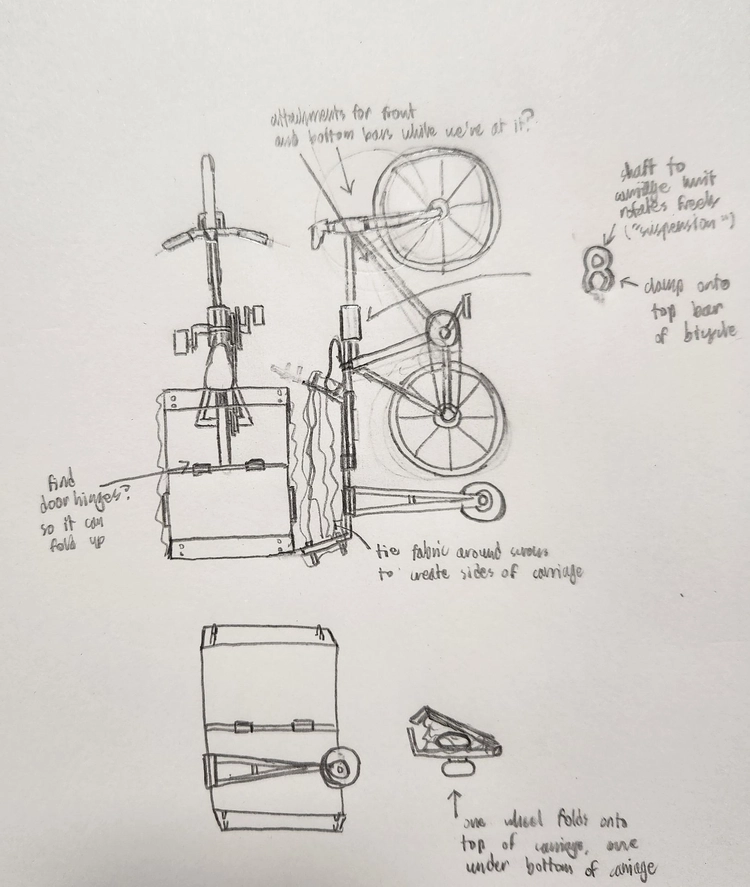 attachments for front
and bottom bars while we're at it?
shaft to
carriage unit
rotates freely
("suspension")
clamp onto
top bar
of bicycle
find
door hinges?
so it can
fold up
tie fabric around screws
to create sides of carriage
one wheel folds onto
top of carriage, one
under bottom of carriage